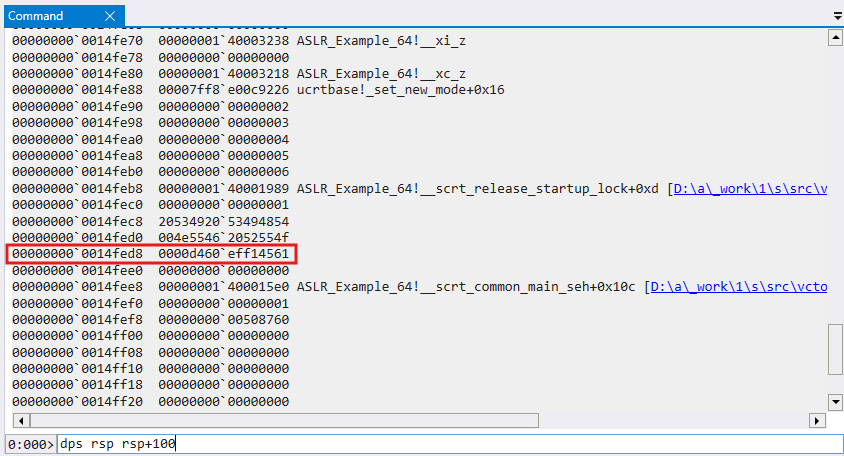 Command
00000000`0014fe70 00000001`40003238 ASLR_Example_64!__xi_z
00000000`0014fe78 00000000`00000000
00000000`0014fe80 00000001`40003218 ASLR_Example_64!__xc_z
00000000`0014fe88 00007ff8`e00c9226 ucrtbase!_set_new_mode+0x16
00000000`0014fe90 00000000`00000002
00000000`0014fe98 00000000`00000003
00000000`0014fea0 00000000`00000004
00000000`0014fea8 00000000`00000005
00000000`0014feb0 00000000`00000006
00000000`0014feb8 00000001`40001989 ASLR_Example_64!__scrt_release_startup_lock+0xd [D:\a\_work\1\s\src\v
00000000`0014fec0 00000000`00000001
00000000`0014fec8 20534920`53494854
00000000`0014fed0 004e5546`2052554f
00000000`0014fed8 0000d460`eff14561
00000000`0014fee0 00000000`00000000
00000000`0014fee8 00000001`400015e0 ASLR_Example_64!__scrt_common_main_seh+0x10c [D:\a\_work\1\s\src\vcto
00000000`0014fef0 00000000`00000001
00000000`0014fef8 00000000`00508760
00000000`0014ff00 00000000`00000000
00000000`0014ff08 00000000`00000000
00000000`0014ff10 00000000`00000000
00000000`0014ff18 00000000`00000000
00000000`0014ff20 00000000`00000000
0:000> dps rsp rsp+100